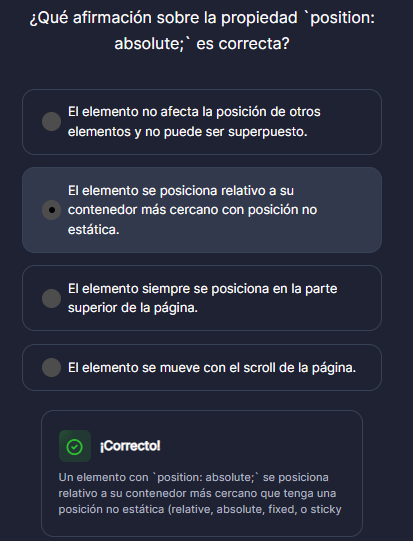 ¿Qué afirmación sobre la propiedad `position:
absolute;` es correcta?
El elemento no afecta la posición de otros
elementos y no puede ser superpuesto.
El elemento se posiciona relativo a su
contenedor más cercano con posición no
estática.
El elemento siempre se posiciona en la parte
superior de la página.
El elemento se mueve con el scroll de la página.
¡Correcto!
Un elemento con `position: absolute;` se posiciona
relativo a su contenedor más cercano que tenga una
posición no estática (relative, absolute, fixed, o sticky